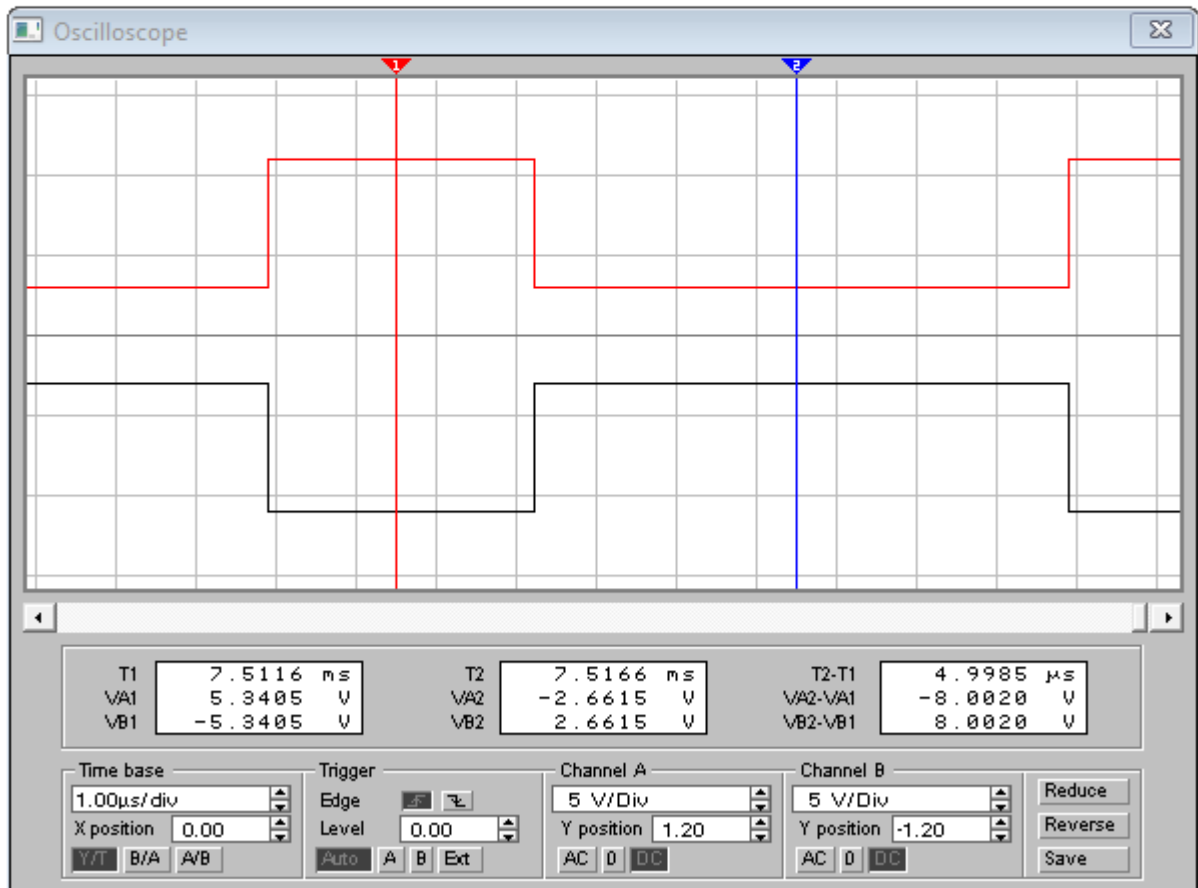 Oscilloscope
1 2
T1 7.5116 ms T2 7.5166 ms T2-T1 4.9985 µs
VA1 5.3405 V VA2 -2.6615 V VA2-VA1 -8.0020 V
VB1 -5.3405 V VB2 2.6615 V VB2-VB1 8.0020 V
Time base Trigger Channel A Channel B
1.00µs/div Edge 5 V/Div 5 V/Div Reduce
X position 0.00 Level 0.00 Y position 1.20 Y position -1.20 Reverse
Y/T B/A A/B Auto A B Ext AC 0 DC AC 0 DC Save